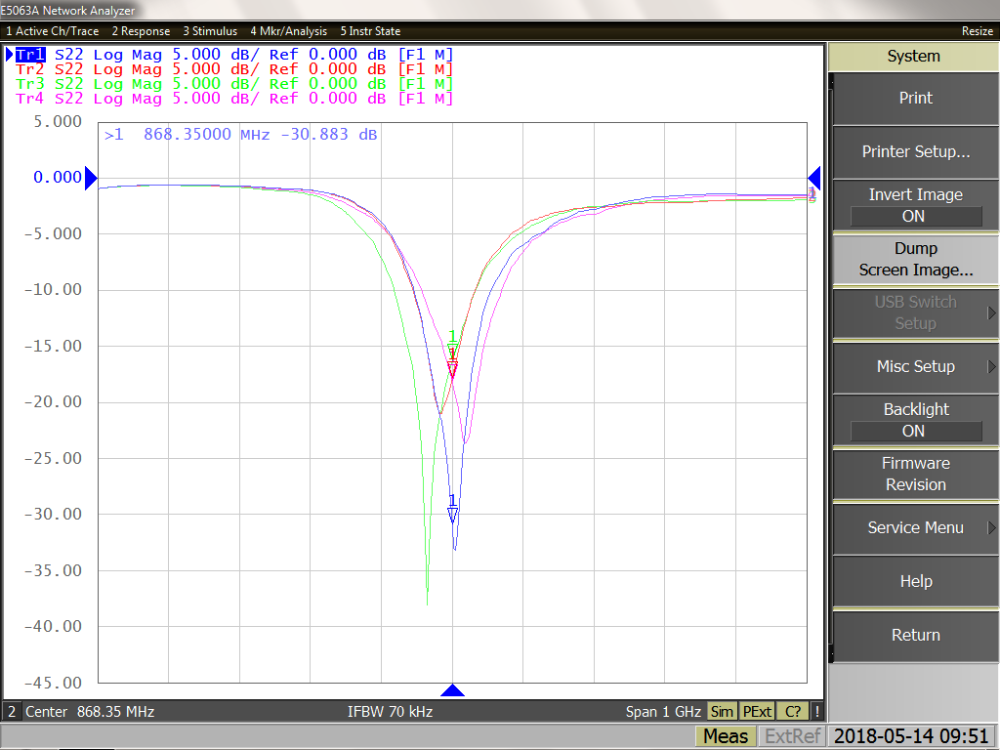 E5063A Network Analyzer
1 Active Ch/Trace 2 Response 3 Stimulus 4 Mkr/Analysis 5 Instr State
Resize
Tr1 S22 Log Mag 5.000 dB/ Ref 0.000 dB [F1 M]
Tr2 S22 Log Mag 5.000 dB/ Ref 0.000 dB [F1 M]
Tr3 S22 Log Mag 5.000 dB/ Ref 0.000 dB [F1 M]
Tr4 S22 Log Mag 5.000 dB/ Ref 0.000 dB [F1 M]
5.000
>1 868.35000 MHz -30.883 dB
0.000
-5.000
-10.00
-15.00
-20.00
-25.00
-30.00
-35.00
-40.00
-45.00
1
1
1
2 Center 868.35 MHz
IFBW 70 kHz
Span 1 GHz Sim PExt C? !
System
Print
Printer Setup...
Invert Image
ON
Dump
Screen Image...
USB Switch
Setup
Misc Setup
Backlight
ON
Firmware
Revision
Service Menu
Help
Return
Meas ExtRef 2018-05-14 09:51